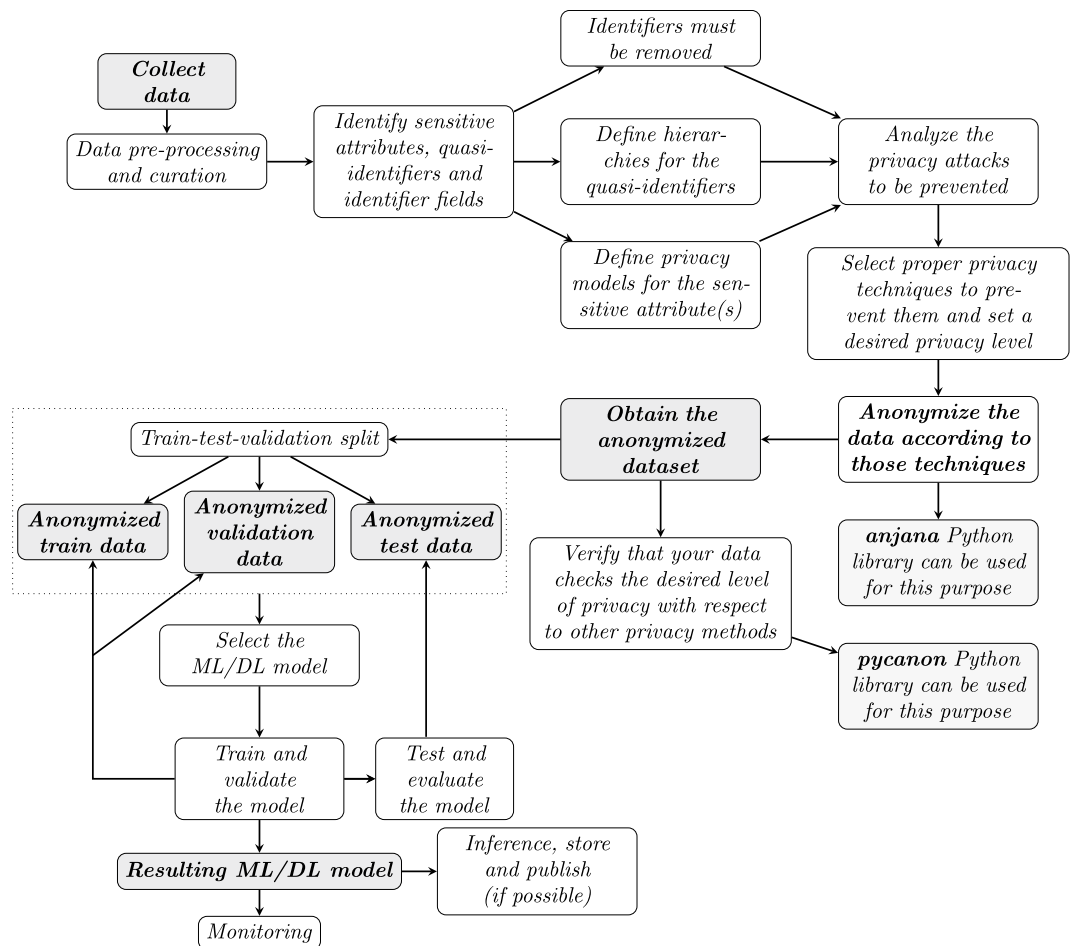 Collect
data
Data pre-processing
and curation
Identify sensitive
attributes, quasi-
identifiers and
identifier fields
Identifiers must
be removed
Define hierar-
chies for the
quasi-identifiers
Define privacy
models for the sen-
sitive attribute(s)
Analyze the
privacy attacks
to be prevented
Select proper privacy
techniques to pre-
vent them and set a
desired privacy level
Anonymize the
data according to
those techniques
anjana Python
library can be used
for this purpose
Obtain the
anonymized
dataset
Verify that your data
checks the desired level
of privacy with respect
to other privacy methods
pycanon Python
library can be used
for this purpose
Train-test-validation split
Anonymized
train data
Anonymized
validation
data
Anonymized
test data
Select the
ML/DL model
Train and
validate
the model
Test and
evaluate
the model
Resulting ML/DL model
Inference, store
and publish
(if possible)
Monitoring